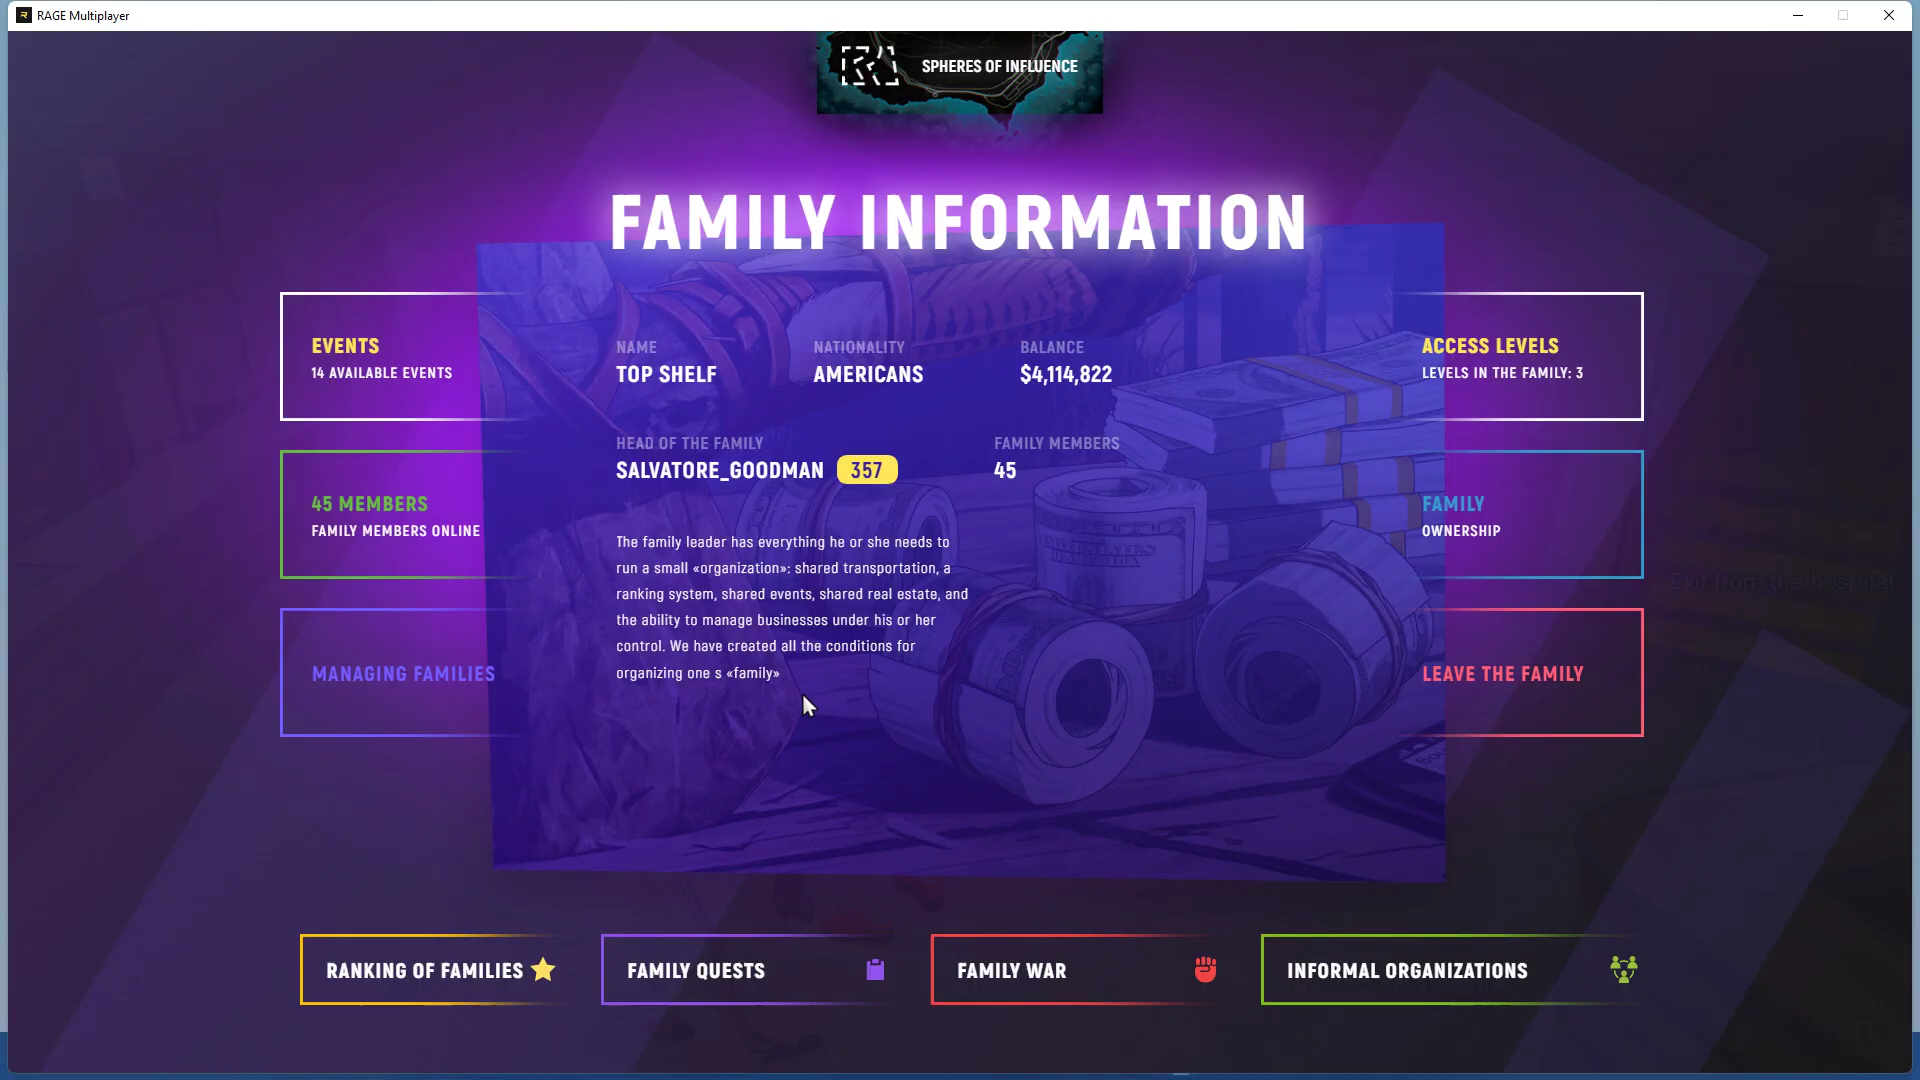 RAGE Multiplayer
SPHERES OF INFLUENCE
FAMILY INFORMATION
EVENTS
14 AVAILABLE EVENTS
45 MEMBERS
FAMILY MEMBERS ONLINE
MANAGING FAMILIES
NAME
TOP SHELF
NATIONALITY
AMERICANS
BALANCE
$4,114,822
HEAD OF THE FAMILY
SALVATORE_GOODMAN 357
FAMILY MEMBERS
45
The family leader has everything he or she needs to
run a small «organization»: shared transportation, a
ranking system, shared events, shared real estate, and
the ability to manage businesses under his or her
control. We have created all the conditions for
organizing one s «family»
ACCESS LEVELS
LEVELS IN THE FAMILY: 3
FAMILY
OWNERSHIP
Exit from the hospital
LEAVE THE FAMILY
RANKING OF FAMILIES
FAMILY QUESTS
FAMILY WAR
INFORMAL ORGANIZATIONS